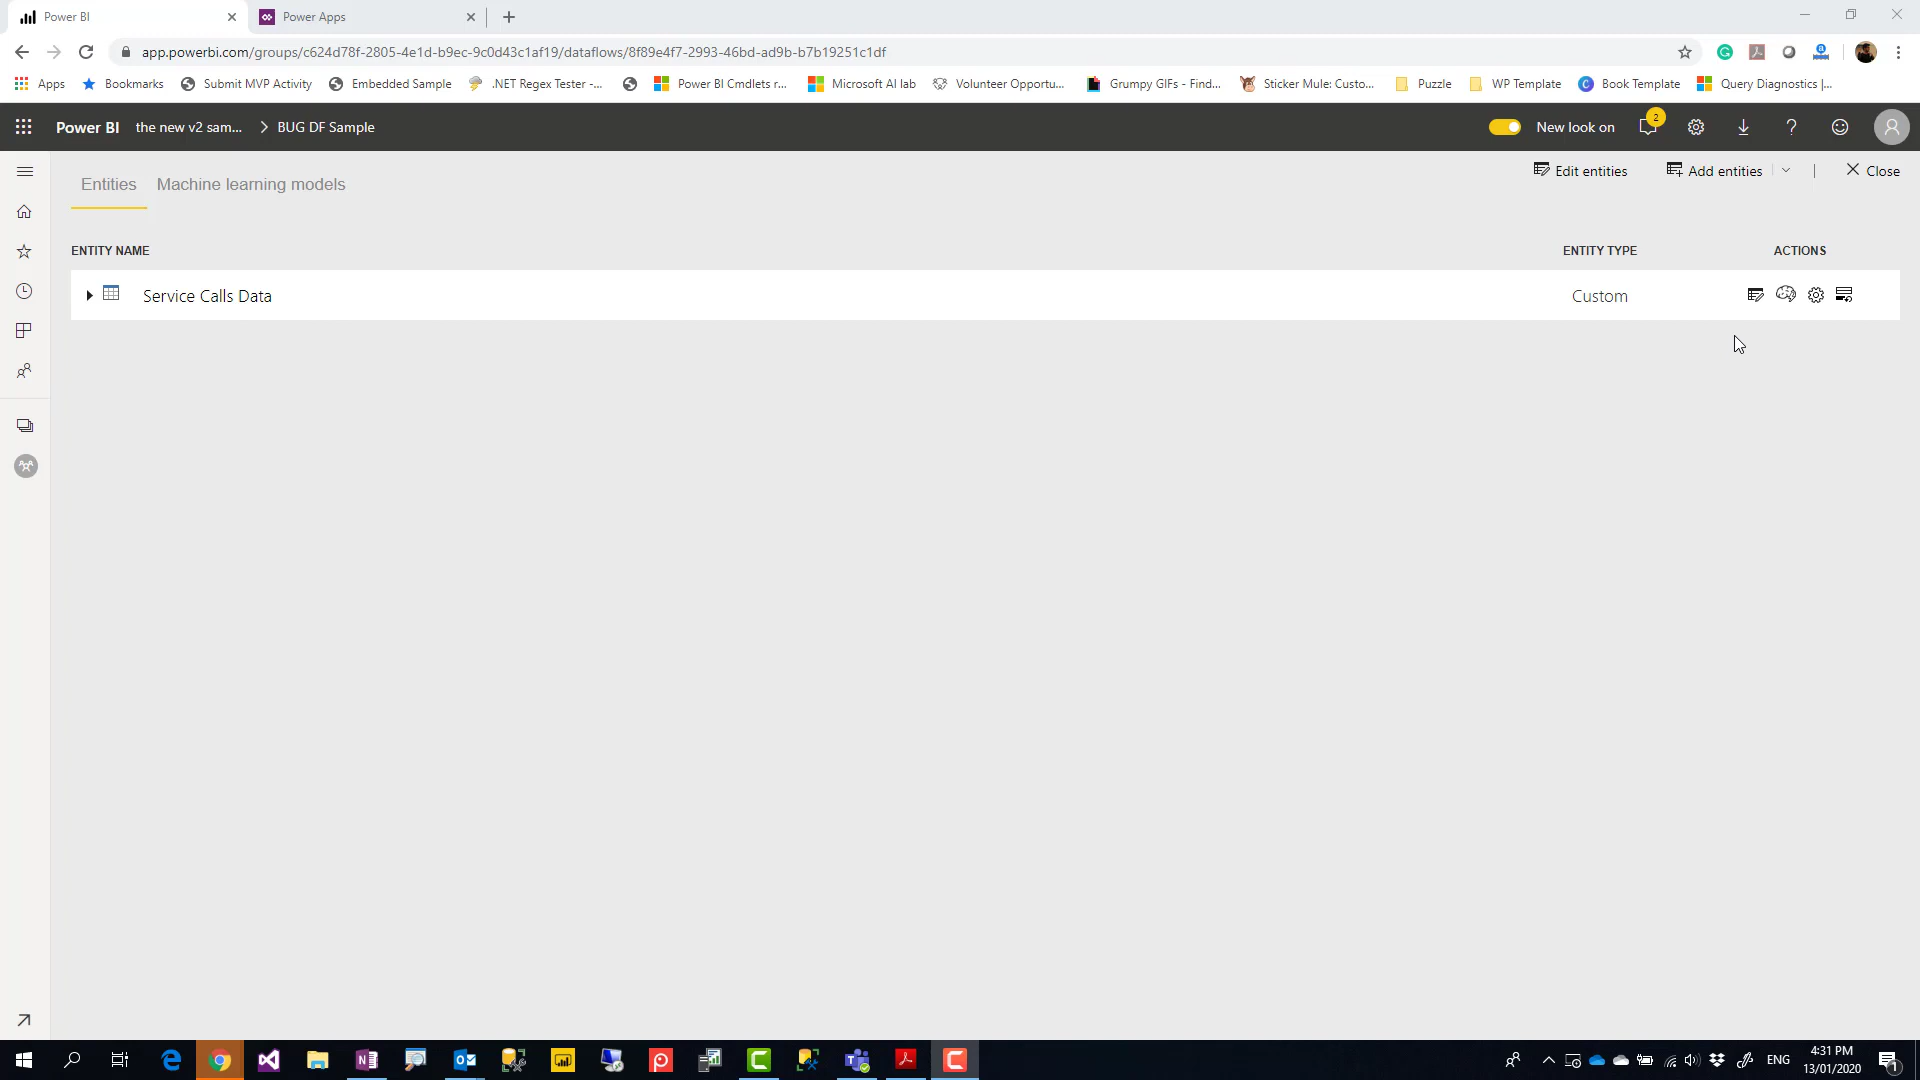 Power BI
Power Apps
app.powerbi.com/groups/c624d78f-2805-4e1d-b9ec-9c0d43c1af19/dataflows/8f89e4f7-2993-46bd-ad9b-b7b19251c1df
Apps Bookmarks Submit MVP Activity Embedded Sample .NET Regex Tester -... Power BI Cmdlets r... Microsoft AI lab Volunteer Opportu... Grumpy GIFs - Find... Sticker Mule: Custo... Puzzle WP Template Book Template Query Diagnostics |...
Power BI the new v2 sam... BUG DF Sample New look on 2
Edit entities Add entities Close
Entities Machine learning models
ENTITY NAME ENTITY TYPE ACTIONS
Service Calls Data Custom
ENG
4:31 PM
13/01/2020
1